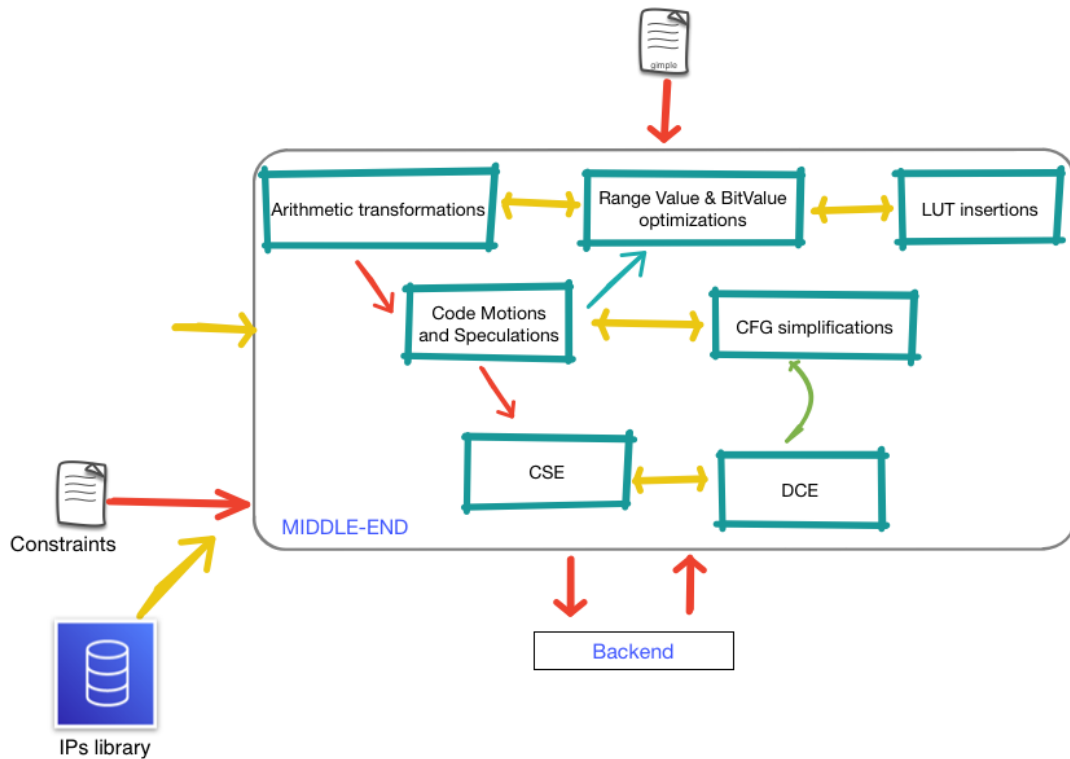 gimple
Arithmetic transformations
Range Value & BitValue
optimizations
LUT insertions
Code Motions
and Speculations
CFG simplifications
CSE
DCE
MIDDLE-END
Constraints
Backend
IPs library